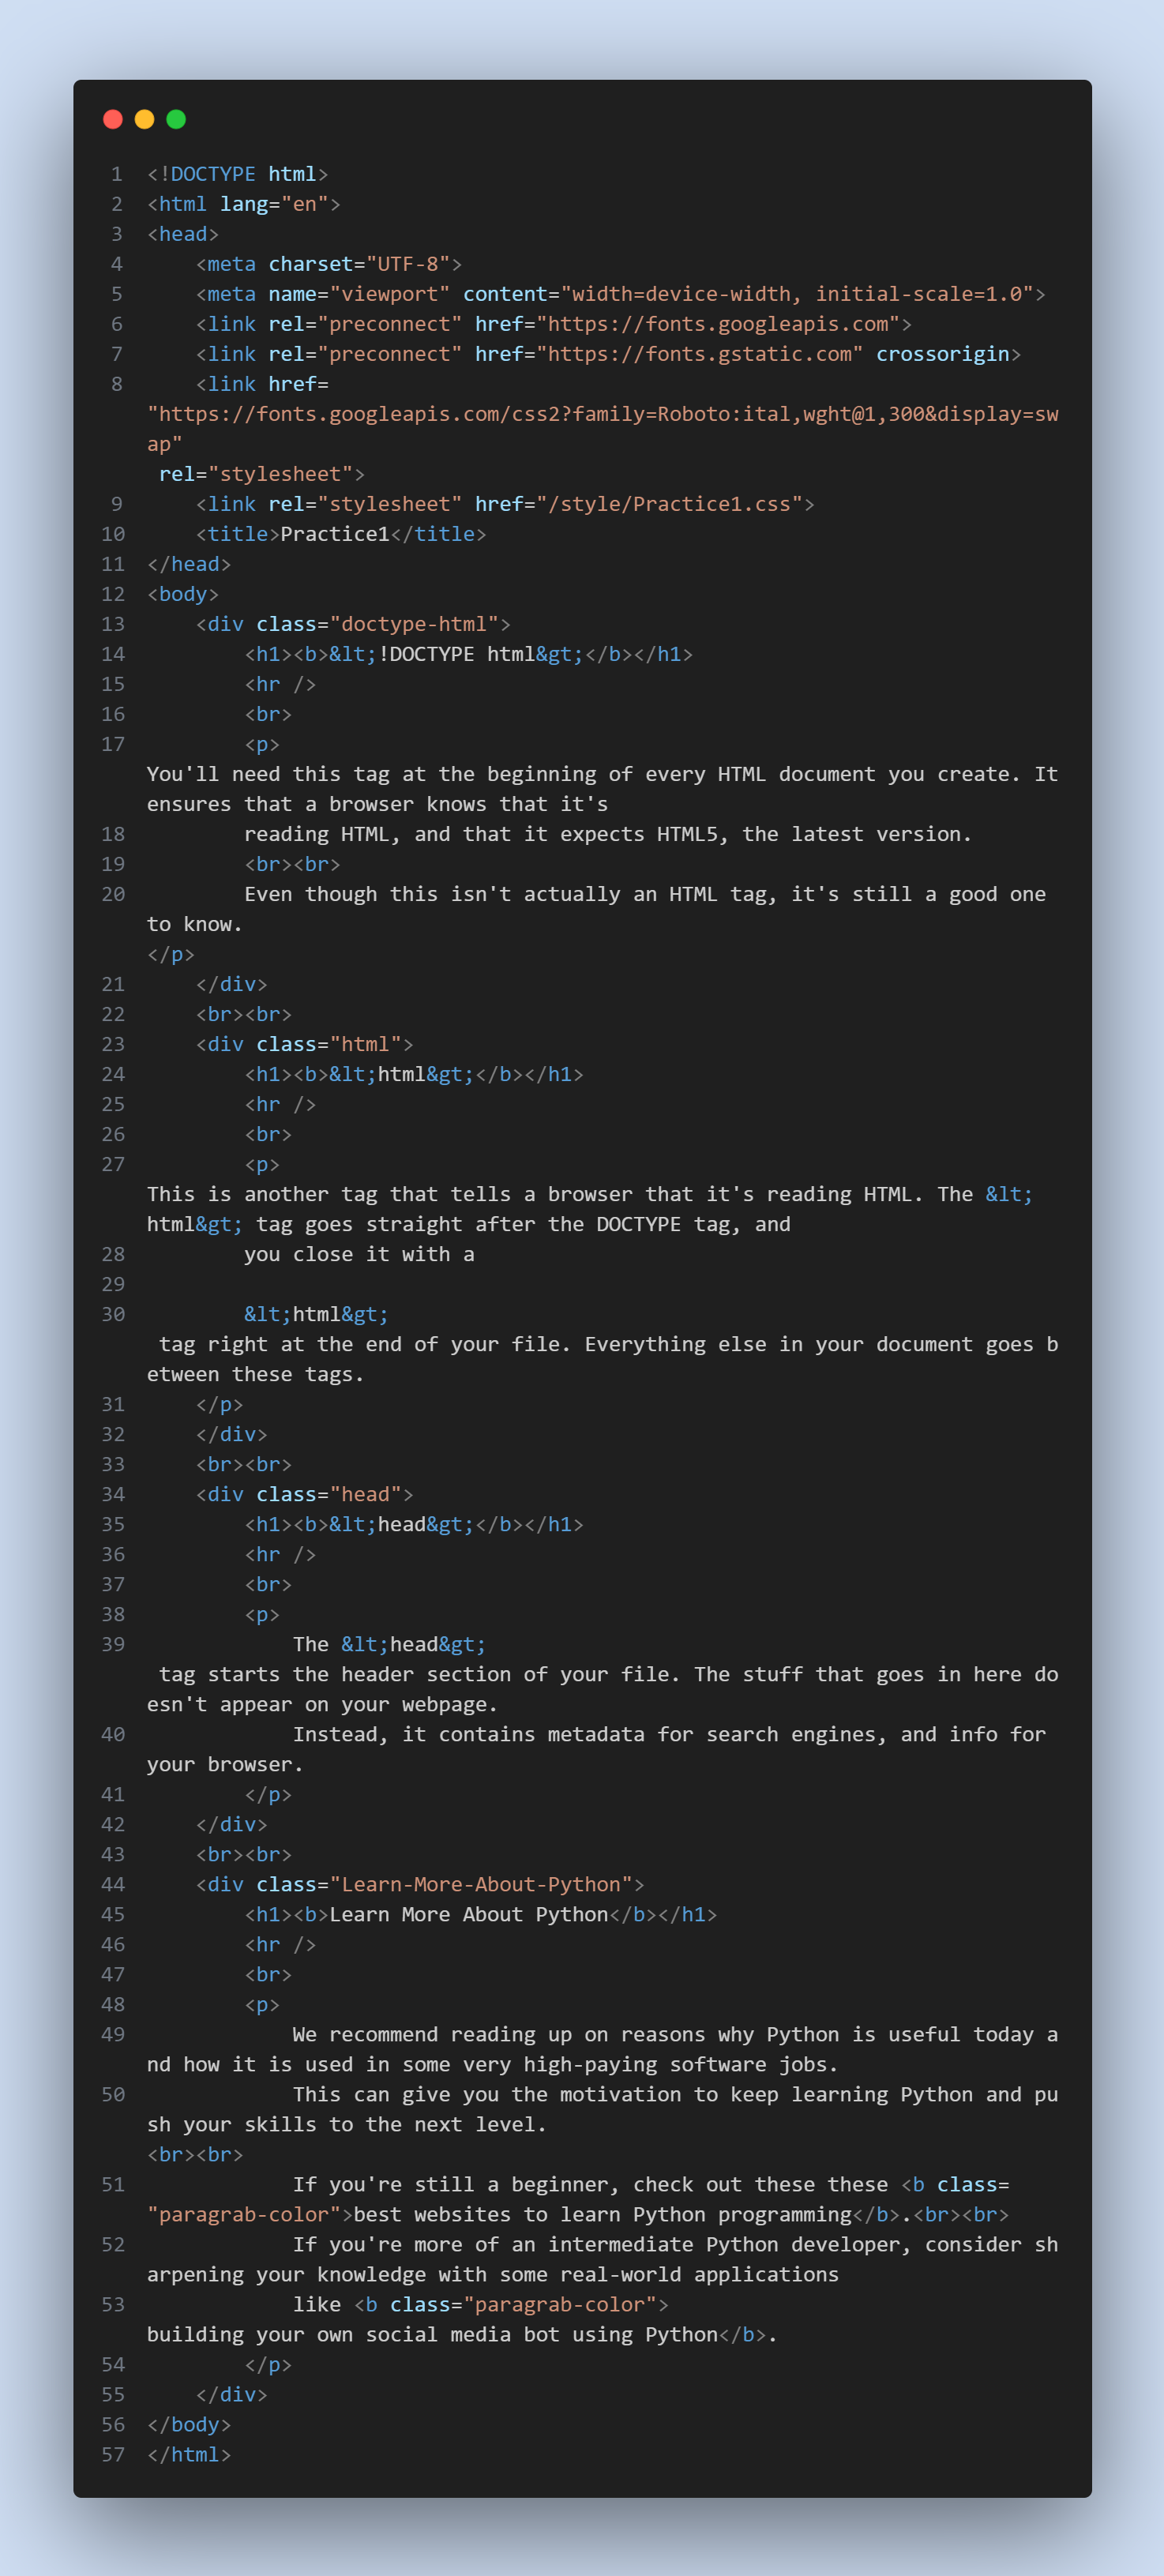 1 <!DOCTYPE html>
2 <html lang="en">
3 <head>
4     <meta charset="UTF-8">
5     <meta name="viewport" content="width=device-width, initial-scale=1.0">
6     <link rel="preconnect" href="https://fonts.googleapis.com">
7     <link rel="preconnect" href="https://fonts.gstatic.com" crossorigin>
8     <link href=
"https://fonts.googleapis.com/css2?family=Roboto:ital,wght@1,300&display=sw
ap"
 rel="stylesheet">
9     <link rel="stylesheet" href="/style/Practice1.css">
10     <title>Practice1</title>
11 </head>
12 <body>
13     <div class="doctype-html">
14         <h1><b>&lt;!DOCTYPE html&gt;</b></h1>
15         <hr />
16         <br>
17         <p>
You'll need this tag at the beginning of every HTML document you create. It
ensures that a browser knows that it's
18         reading HTML, and that it expects HTML5, the latest version.
19         <br><br>
20         Even though this isn't actually an HTML tag, it's still a good one
to know.
</p>
21     </div>
22     <br><br>
23     <div class="html">
24         <h1><b>&lt;html&gt;</b></h1>
25         <hr />
26         <br>
27         <p>
This is another tag that tells a browser that it's reading HTML. The &lt;
html&gt; tag goes straight after the DOCTYPE tag, and
28         you close it with a
29
30         &lt;html&gt;
 tag right at the end of your file. Everything else in your document goes b
etween these tags.
31     </p>
32     </div>
33     <br><br>
34     <div class="head">
35         <h1><b>&lt;head&gt;</b></h1>
36         <hr />
37         <br>
38         <p>
39             The &lt;head&gt;
 tag starts the header section of your file. The stuff that goes in here do
esn't appear on your webpage.
40             Instead, it contains metadata for search engines, and info for
your browser.
41         </p>
42     </div>
43     <br><br>
44     <div class="Learn-More-About-Python">
45         <h1><b>Learn More About Python</b></h1>
46         <hr />
47         <br>
48         <p>
49             We recommend reading up on reasons why Python is useful today a
nd how it is used in some very high-paying software jobs.
50             This can give you the motivation to keep learning Python and pu
sh your skills to the next level.
<br><br>
51             If you're still a beginner, check out these these <b class=
"paragrab-color">best websites to learn Python programming</b>.<br><br>
52             If you're more of an intermediate Python developer, consider sh
arpening your knowledge with some real-world applications
53             like <b class="paragrab-color">
building your own social media bot using Python</b>.
54         </p>
55     </div>
56 </body>
57 </html>